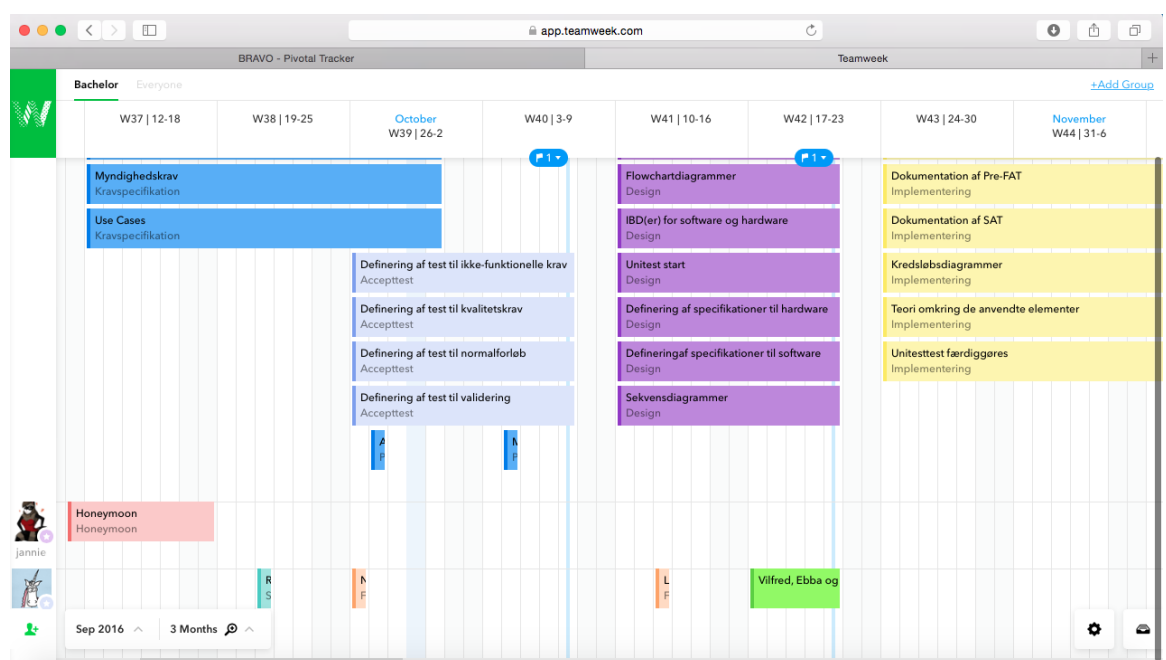 app.teamweek.com
BRAVO - Pivotal Tracker
Teamweek
Bachelor
Everyone
+Add Group
W
W37 | 12-18
W38 | 19-25
October
W39 | 26-2
W40 | 3-9
W41 | 10-16
W42 | 17-23
W43 | 24-30
November
W44 | 31-6
1
1
Myndighedskrav
Kravspecifikation
Flowchartdiagrammer
Design
Dokumentation af Pre-FAT
Implementering
Use Cases
Kravspecifikation
IBD(er) for software og hardware
Design
Dokumentation af SAT
Implementering
Definering af test til ikke-funktionelle krav
Accepttest
Unitest start
Design
Kredsløbsdiagrammer
Implementering
Definering af test til kvalitetskrav
Accepttest
Definering af specifikationer til hardware
Design
Teori omkring de anvendte elementer
Implementering
Definering af test til normalforløb
Accepttest
Defineringaf specifikationer til software
Design
Unitesttest færdiggøres
Implementering
Definering af test til validering
Accepttest
Sekvensdiagrammer
Design
Honeymoon
Honeymoon
jannie
Vilfred, Ebba og
Sep 2016
3 Months